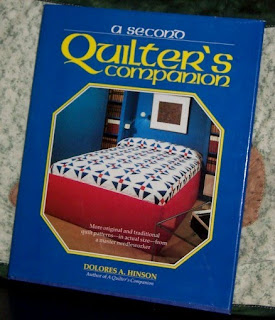 a second
Quilter's
companion
More original and traditional
quilt patterns—in actual size—from
a master needleworker
DOLORES A. HINSON
Author of A Quilter's Companion